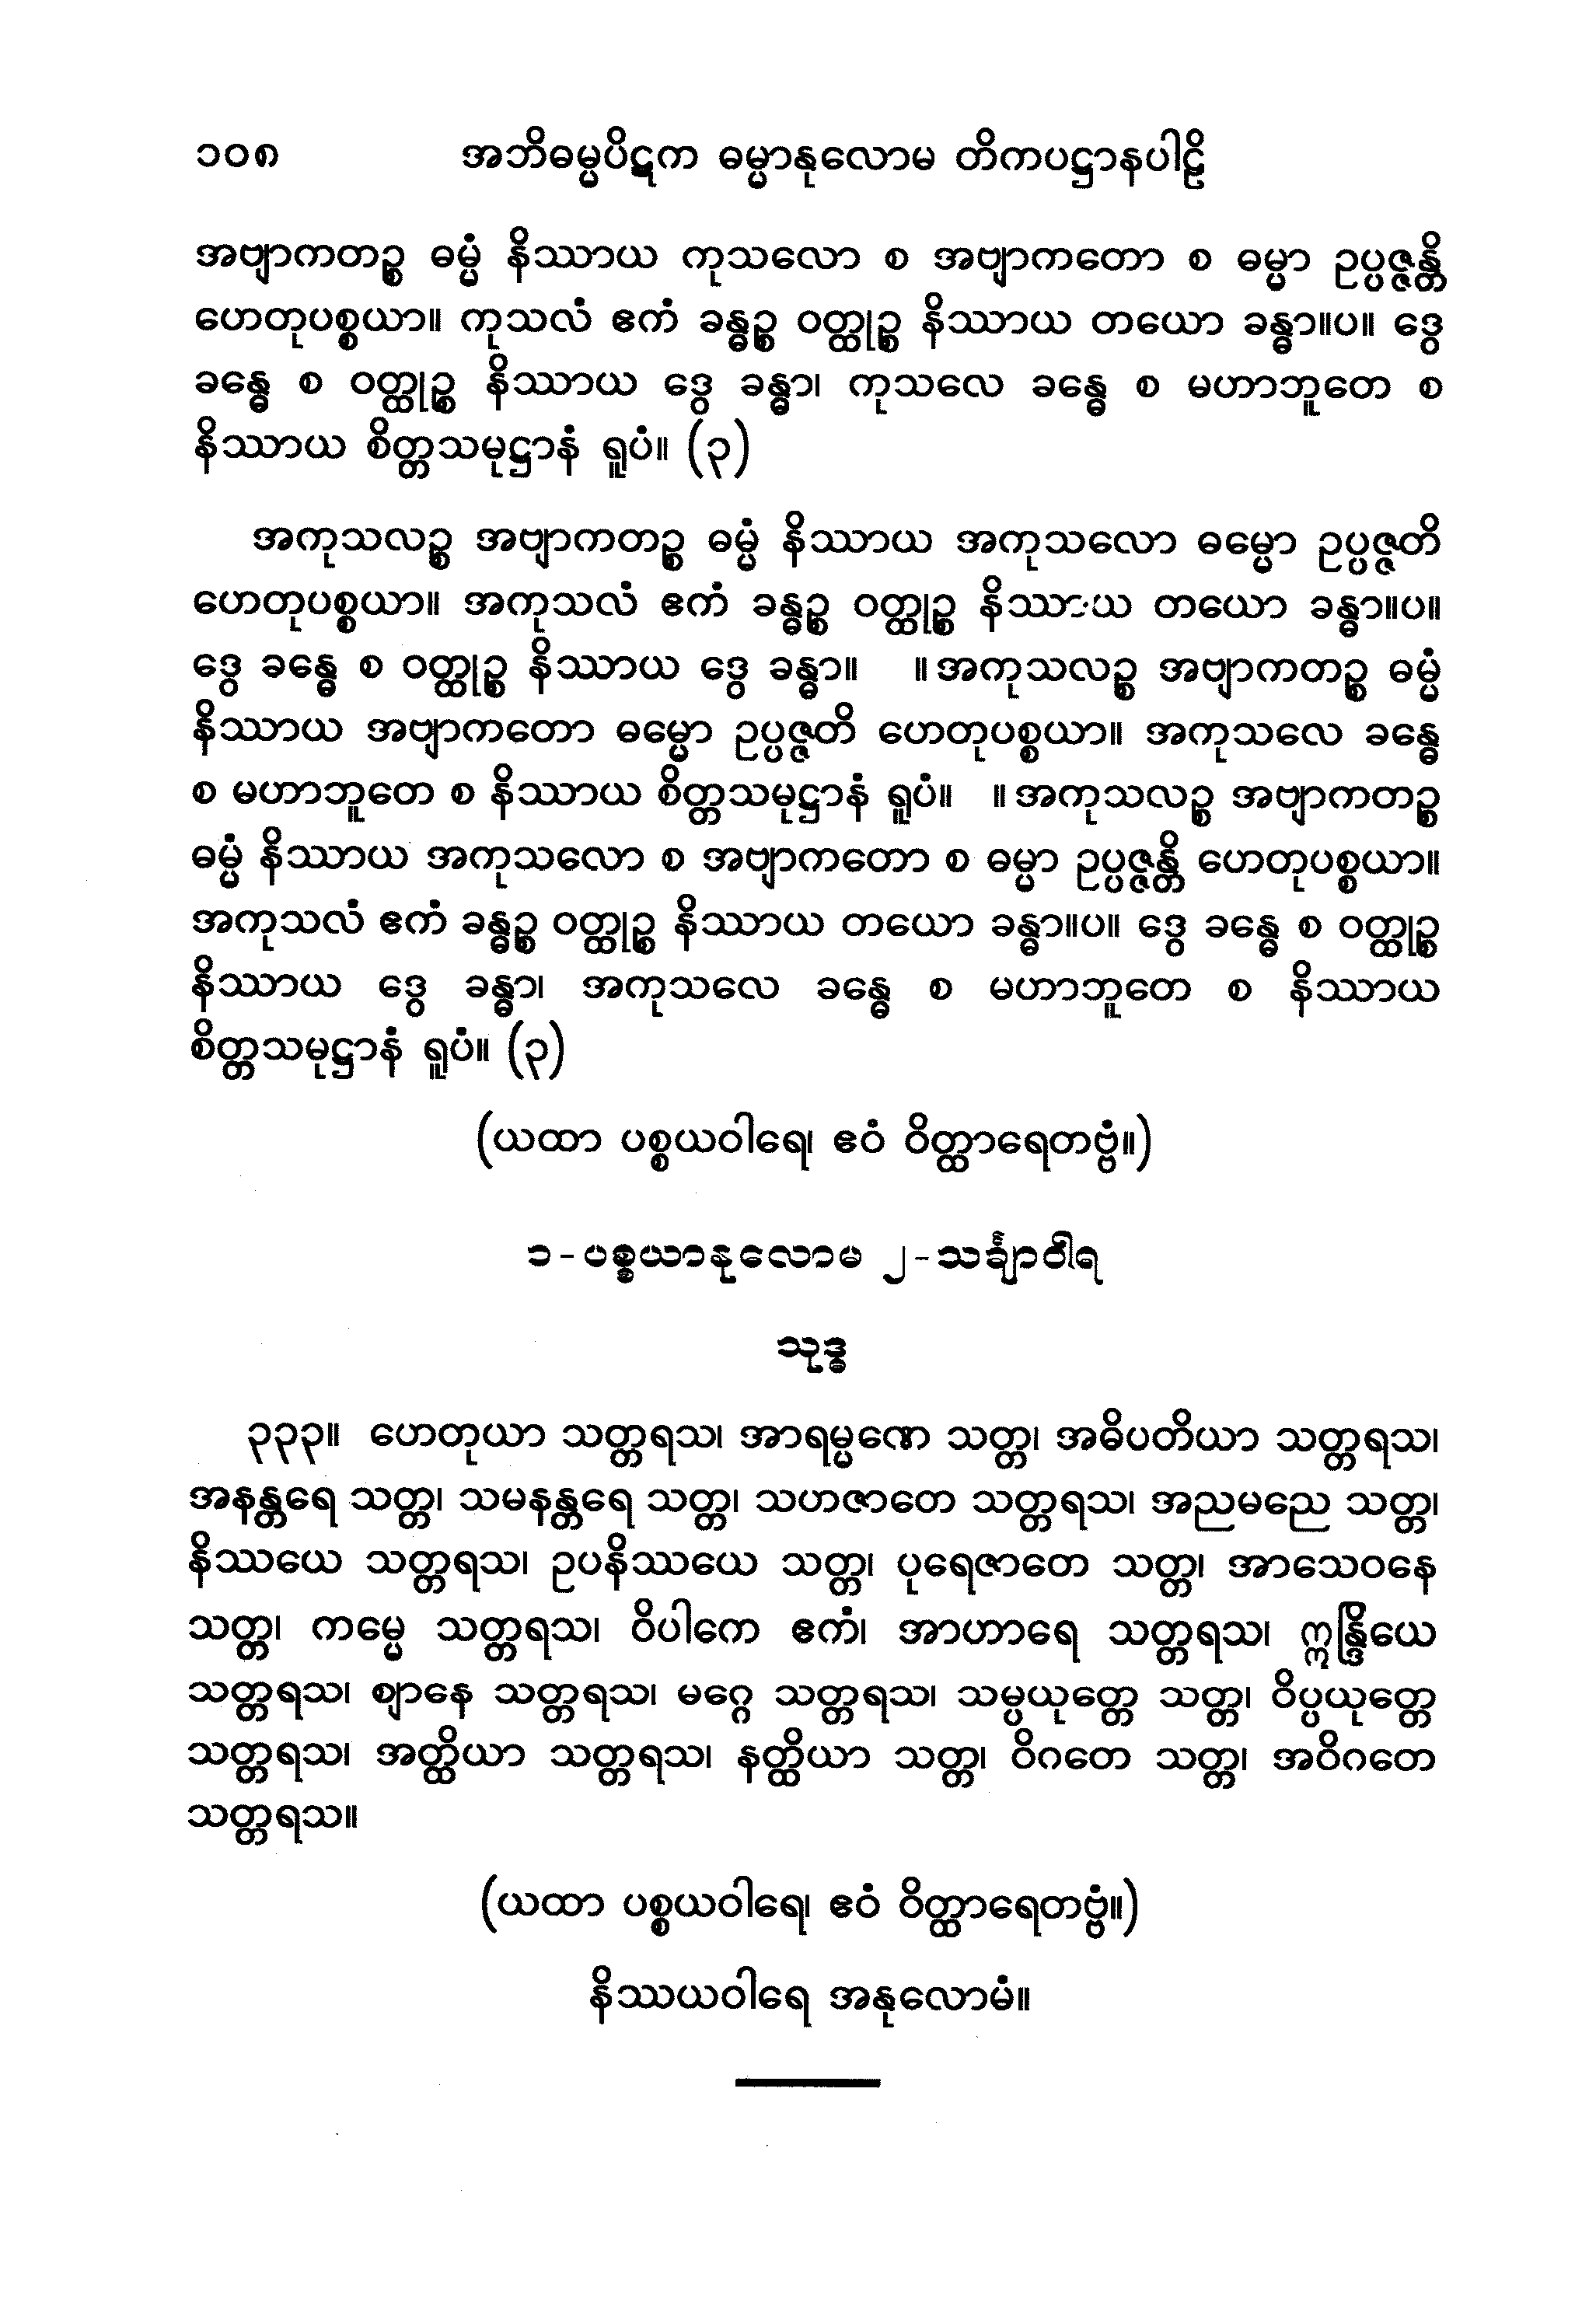 ၁၀၈ အဘိဓမ္မပိဋက ဓမ္မာနုလောမ တိကပဋ္ဌာနပါဠိ
အဗျာကတဉ္စ ဓမ္မံ နိဿာယ ကုသလော စ အဗျာကတော စ ဓမ္မာ ဥပ္ပဇ္ဇန္တိ
ဟေတုပစ္စယာ။ ကုသလံ ဧကံ ခန္ဓဉ္စ ဝတ္ထုဉ္စ နိဿာယ တယော ခန္ဓာ။ပ။ ဒွေ
ခန္ဓေ စ ဝတ္ထုဉ္စ နိဿာယ ဒွေ ခန္ဓာ၊ ကုသလေ ခန္ဓေ စ မဟာဘူတေ စ
နိဿာယ စိတ္တသမုဋ္ဌာနံ ရူပံ။ (၃)
အကုသလဉ္စ အဗျာကတဉ္စ ဓမ္မံ နိဿာယ အကုသလော ဓမ္မော ဥပ္ပဇ္ဇတိ
ဟေတုပစ္စယာ။ အကုသလံ ဧကံ ခန္ဓဉ္စ ဝတ္ထုဉ္စ နိဿာယ တယော ခန္ဓာ။ပ။
ဒွေ ခန္ဓေ စ ဝတ္ထုဉ္စ နိဿာယ ဒွေ ခန္ဓာ။ ။အကုသလဉ္စ အဗျာကတဉ္စ ဓမ္မံ
နိဿာယ အဗျာကတော ဓမ္မော ဥပ္ပဇ္ဇတိ ဟေတုပစ္စယာ။ အကုသလေ ခန္ဓေ
စ မဟာဘူတေ စ နိဿာယ စိတ္တသမုဋ္ဌာနံ ရူပံ။ ။အကုသလဉ္စ အဗျာကတဉ္စ
ဓမ္မံ နိဿာယ အကုသလော စ အဗျာကတော စ ဓမ္မာ ဥပ္ပဇ္ဇန္တိ ဟေတုပစ္စယာ။
အကုသလံ ဧကံ ခန္ဓဉ္စ ဝတ္ထုဉ္စ နိဿာယ တယော ခန္ဓာ။ပ။ ဒွေ ခန္ဓေ စ ဝတ္ထုဉ္စ
နိဿာယ ဒွေ ခန္ဓာ၊ အကုသလေ ခန္ဓေ စ မဟာဘူတေ စ နိဿာယ
စိတ္တသမုဋ္ဌာနံ ရူပံ။ (၃)
(ယထာ ပစ္စယဝါရေ၊ ဧဝံ ဝိတ္ထာရေတဗ္ဗံ။)
၁-ပစ္စယာနုလောမ ၂-သင်္ချာဝါရ
သုဒ္ဓ
၃၃၃။ ဟေတုယာ သတ္တရသ၊ အာရမ္မဏေ သတ္တ၊ အဓိပတိယာ သတ္တရသ၊
အနန္တရေ သတ္တ၊ သမနန္တရေ သတ္တ၊ သဟဇာတေ သတ္တရသ၊ အညမညေ သတ္တ၊
နိဿယေ သတ္တရသ၊ ဥပနိဿယေ သတ္တ၊ ပုရေဇာတေ သတ္တ၊ အာသေဝနေ
သတ္တ၊ ကမ္မေ သတ္တရသ၊ ဝိပါကေ ဧကံ၊ အာဟာရေ သတ္တရသ၊ ဣန္ဒြိယေ
သတ္တရသ၊ ဈာနေ သတ္တရသ၊ မဂ္ဂေ သတ္တရသ၊ သမ္ပယုတ္တေ သတ္တ၊ ဝိပ္ပယုတ္တေ
သတ္တရသ၊ အတ္ထိယာ သတ္တရသ၊ နတ္ထိယာ သတ္တ၊ ဝိဂတေ သတ္တ၊ အဝိဂတေ
သတ္တရသ။
(ယထာ ပစ္စယဝါရေ၊ ဧဝံ ဝိတ္ထာရေတဗ္ဗံ။)
နိဿယဝါရေ အနုလောမံ။